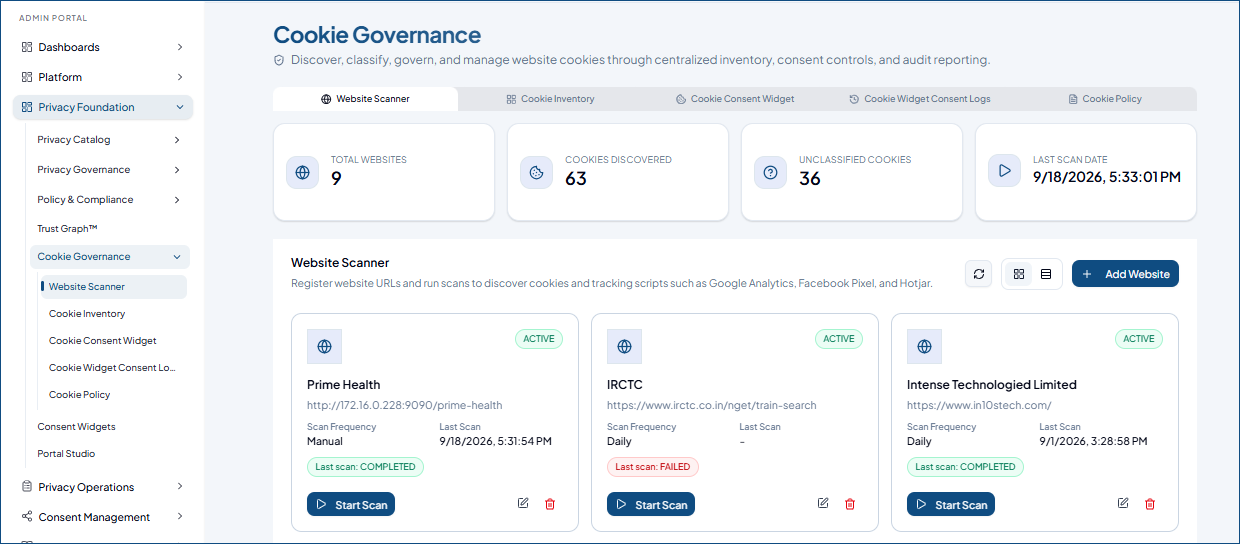 ADMIN PORTAL
Dashboards
Platform
Privacy Foundation
Privacy Catalog
Privacy Governance
Policy & Compliance
Trust Graph™
Cookie Governance
Website Scanner
Cookie Inventory
Cookie Consent Widget
Cookie Widget Consent Lo...
Cookie Policy
Consent Widgets
Portal Studio
Privacy Operations
Consent Management
Cookie Governance
Discover, classify, govern, and manage website cookies through centralized inventory, consent controls, and audit reporting.
Website Scanner
Cookie Inventory
Cookie Consent Widget
Cookie Widget Consent Logs
Cookie Policy
TOTAL WEBSITES
9
COOKIES DISCOVERED
63
UNCLASSIFIED COOKIES
36
LAST SCAN DATE
9/18/2026, 5:33:01 PM
Website Scanner
Register website URLs and run scans to discover cookies and tracking scripts such as Google Analytics, Facebook Pixel, and Hotjar.
Add Website
ACTIVE
Prime Health
http://172.16.0.228:9090/prime-health
Scan Frequency Last Scan
Manual 9/18/2026, 5:31:54 PM
Last scan: COMPLETED
Start Scan
ACTIVE
IRCTC
https://www.irctc.co.in/nget/train-search
Scan Frequency Last Scan
Daily -
Last scan: FAILED
Start Scan
ACTIVE
Intense Technologied Limited
https://www.in10stech.com/
Scan Frequency Last Scan
Daily 9/1/2026, 3:28:58 PM
Last scan: COMPLETED
Start Scan